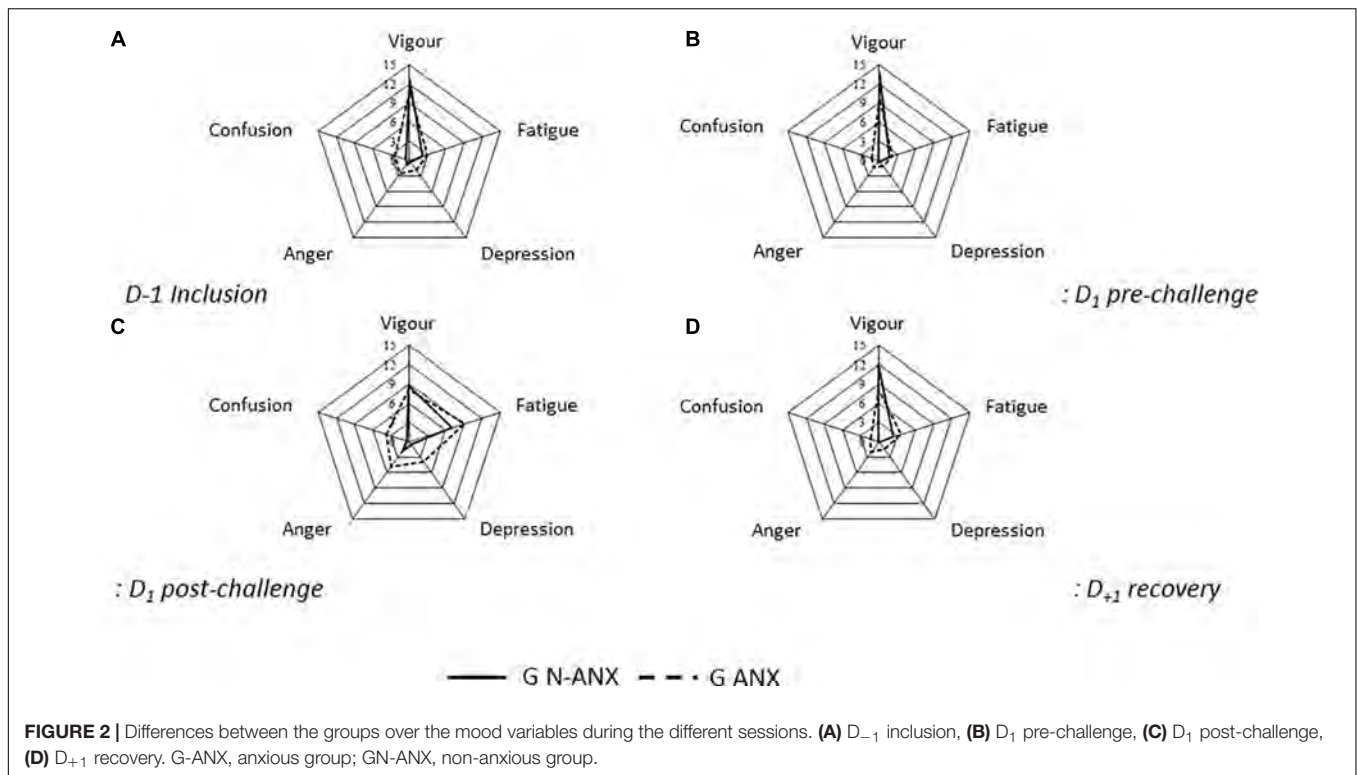 A
Vigour
15
12
9
6
3
0
Confusion
Fatigue
Anger
Depression
D-1 Inclusion
B
Vigour
15
12
9
6
3
Confusion
Fatigue
Anger
Depression
: D1 pre-challenge
C
Vigour
15
12
9
6
3
Confusion
Fatigue
Anger
Depression
: D1 post-challenge
D
Vigour
15
12
9
6
3
Confusion
Fatigue
Anger
Depression
: D+1 recovery
G N-ANX G ANX
FIGURE 2 | Differences between the groups over the mood variables during the different sessions. (A) D−1 inclusion, (B) D1 pre-challenge, (C) D1 post-challenge,
(D) D+1 recovery. G-ANX, anxious group; GN-ANX, non-anxious group.